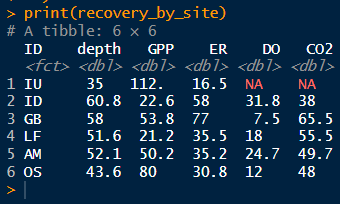 > print(recovery_by_site)
# A tibble: 6 × 6
  ID    depth   GPP    ER    DO   CO2
  <fct> <dbl> <dbl> <dbl> <dbl> <dbl>
1 IU     35   112.   16.5  NA    NA
2 ID     60.8  22.6  58    31.8  38
3 GB     58    53.8  77     7.5  65.5
4 LF     51.6  21.2  35.5  18    55.5
5 AM     52.1  50.2  35.2  24.7  49.7
6 OS     43.6  80    30.8  12    48
>